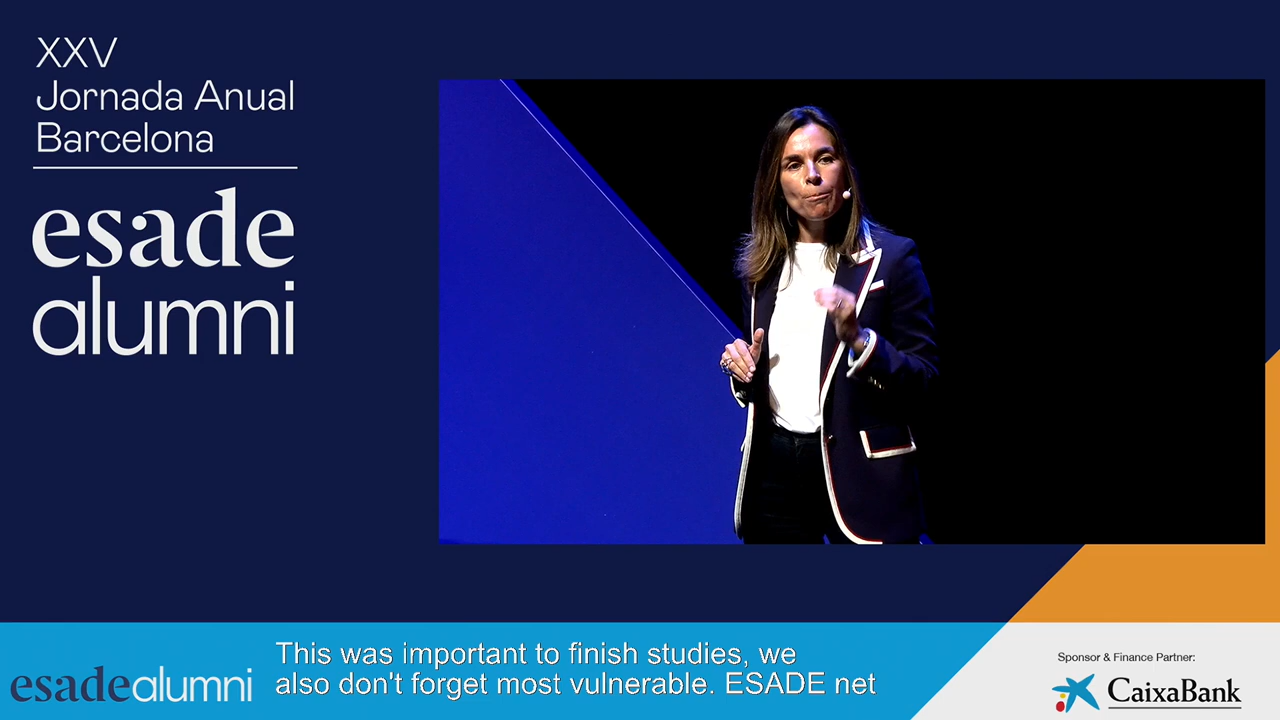 XXV
Jornada Anual
Barcelona
esade
alumni
This was important to finish studies, we
also don't forget most vulnerable. ESADE net
esadealumni
Sponsor & Finance Partner:
CaixaBank